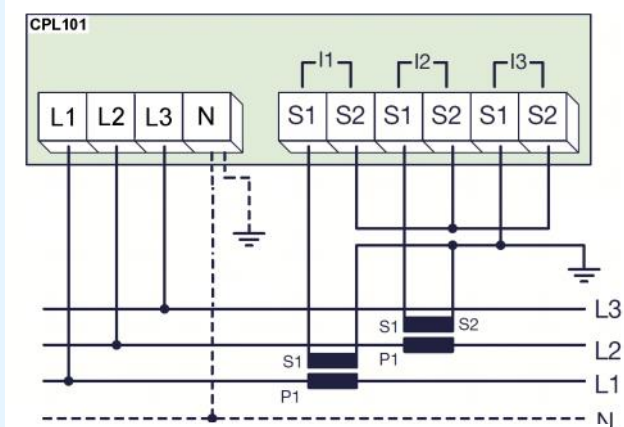 CPL101
I1 I2 I3
L1 L2 L3 N S1 S2 S1 S2 S1 S2
L3
S1 S2
L2
S1 P1
L1
P1
N